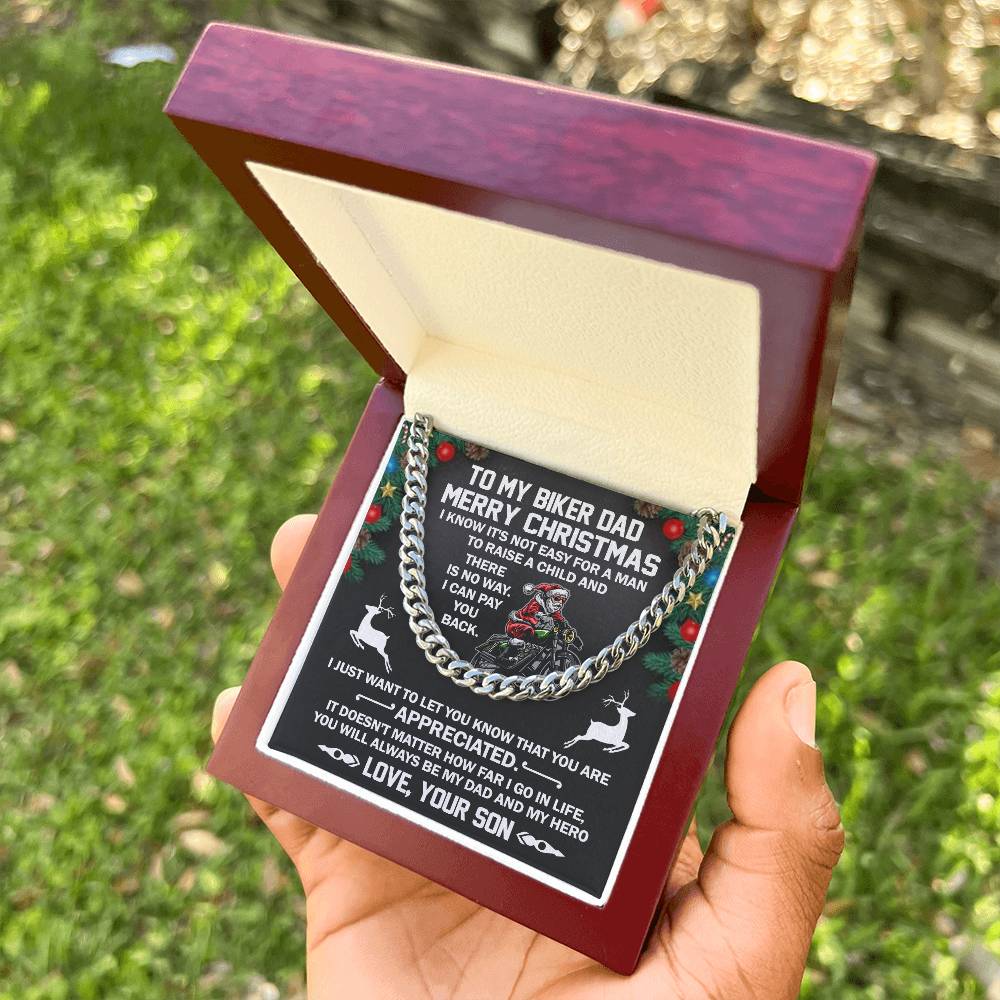 TO MY BIKER DAD
MERRY CHRISTMAS
I KNOW IT'S NOT EASY FOR A MAN
TO RAISE A CHILD AND
THERE
IS NO WAY.
I CAN PAY
YOU
BACK.
I JUST WANT TO LET YOU KNOW THAT YOU ARE
APPRECIATED.
IT DOESN'T MATTER HOW FAR I GO IN LIFE,
YOU WILL ALWAYS BE MY DAD AND MY HERO
LOVE, YOUR SON